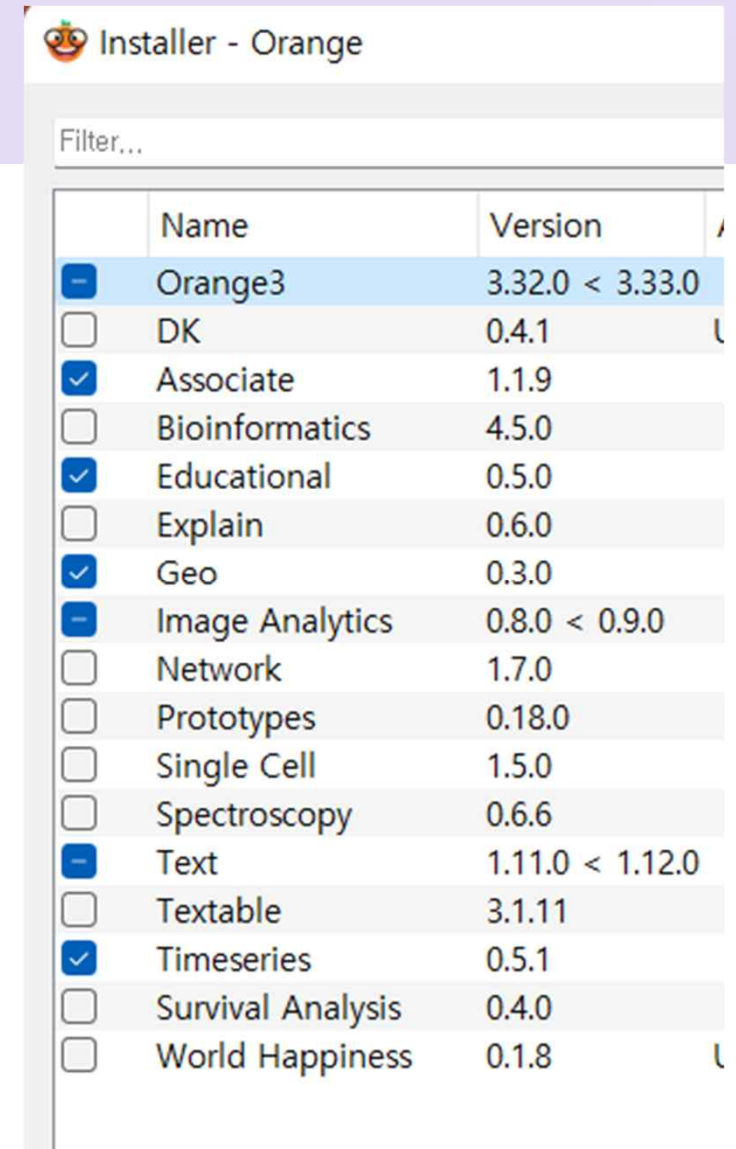 Installer - Orange
Filter...
Name Version
Orange3 3.32.0 < 3.33.0
DK 0.4.1
Associate 1.1.9
Bioinformatics 4.5.0
Educational 0.5.0
Explain 0.6.0
Geo 0.3.0
Image Analytics 0.8.0 < 0.9.0
Network 1.7.0
Prototypes 0.18.0
Single Cell 1.5.0
Spectroscopy 0.6.6
Text 1.11.0 < 1.12.0
Textable 3.1.11
Timeseries 0.5.1
Survival Analysis 0.4.0
World Happiness 0.1.8